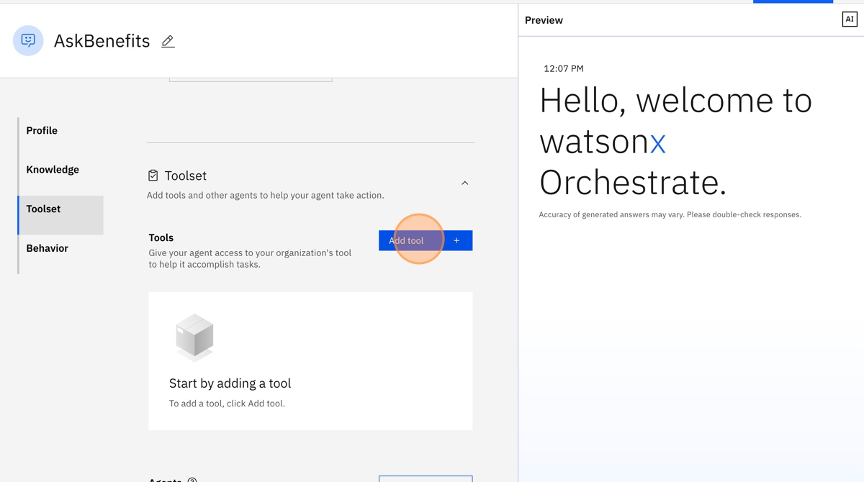 Preview
AI
AskBenefits
12:07 PM
Hello, welcome to
watsonx
Orchestrate.
Accuracy of generated answers may vary. Please double-check responses.
Profile
Knowledge
Toolset
Behavior
Toolset
Add tools and other agents to help your agent take action.
Tools
Give your agent access to your organization's tool
to help it accomplish tasks.
Add tool +
Start by adding a tool
To add a tool, click Add tool.
Agents